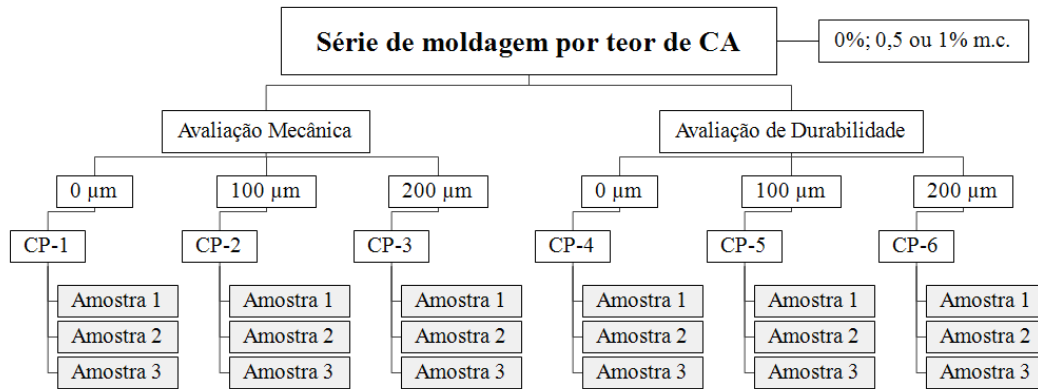 Série de moldagem por teor de CA
0%; 0,5 ou 1% m.c.
Avaliação Mecânica
Avaliação de Durabilidade
0 µm
100 µm
200 µm
0 µm
100 µm
200 µm
CP-1
CP-2
CP-3
CP-4
CP-5
CP-6
Amostra 1
Amostra 1
Amostra 1
Amostra 1
Amostra 1
Amostra 1
Amostra 2
Amostra 2
Amostra 2
Amostra 2
Amostra 2
Amostra 2
Amostra 3
Amostra 3
Amostra 3
Amostra 3
Amostra 3
Amostra 3